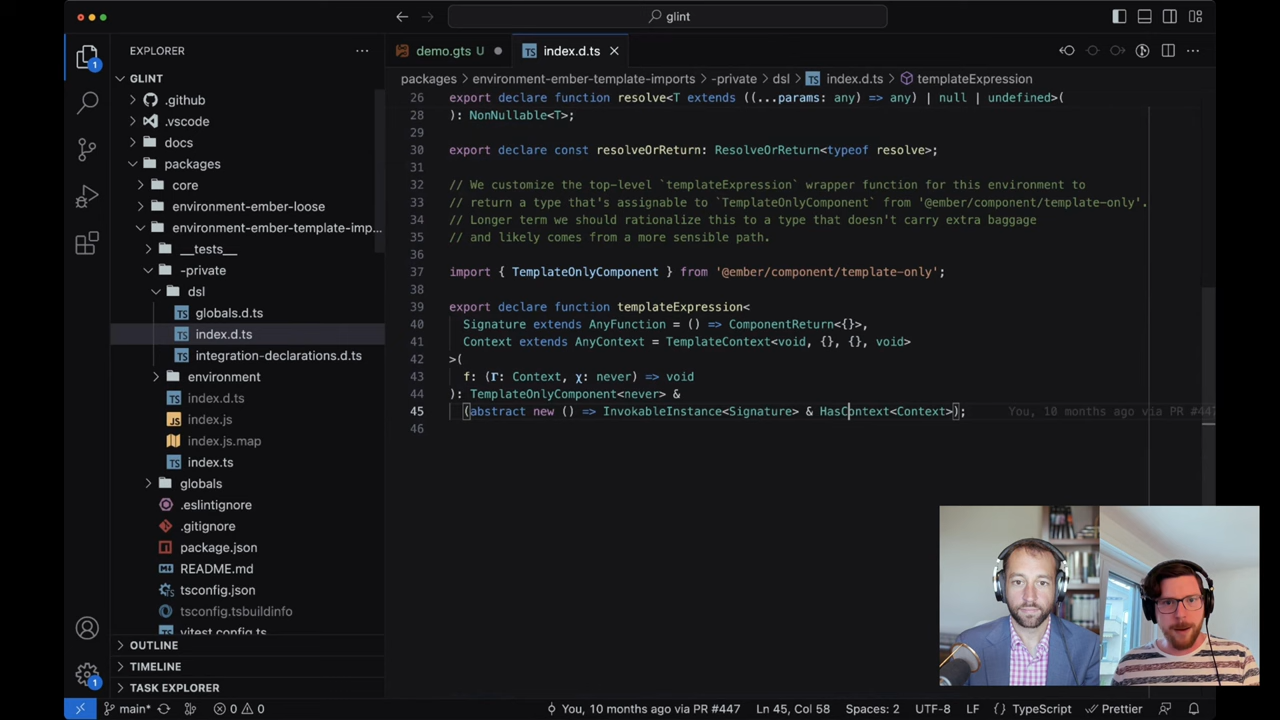 glint
EXPLORER
GLINT
.github
.vscode
docs
packages
core
environment-ember-loose
environment-ember-template-imp...
__tests__
-private
dsl
globals.d.ts
index.d.ts
integration-declarations.d.ts
environment
index.d.ts
index.js
index.js.map
index.ts
globals
.eslintignore
.gitignore
package.json
README.md
tsconfig.json
tsconfig.tsbuildinfo
vitest.config.ts
OUTLINE
TIMELINE
TASK EXPLORER
1
1
demo.gts U
TS index.d.ts
packages > environment-ember-template-imports > -private > dsl > TS index.d.ts > templateExpression
26 export declare function resolve<T extends ((...params: any) => any) | null | undefined>(
28 ): NonNullable<T>;
29
30 export declare const resolveOrReturn: ResolveOrReturn<typeof resolve>;
31
32 // We customize the top-level `templateExpression` wrapper function for this environment to
33 // return a type that's assignable to `TemplateOnlyComponent` from '@ember/component/template-only'.
34 // Longer term we should rationalize this to a type that doesn't carry extra baggage
35 // and likely comes from a more sensible path.
36
37 import { TemplateOnlyComponent } from '@ember/component/template-only';
38
39 export declare function templateExpression<
40 Signature extends AnyFunction = () => ComponentReturn<{}>,
41 Context extends AnyContext = TemplateContext<void, {}, {}, void>
42 >(
43 f: (𝚪: Context, χ: never) => void
44 ): TemplateOnlyComponent<never> &
45 (abstract new () => InvokableInstance<Signature> & HasContext<Context>); You, 10 months ago via PR #447
46
main* 0 0 You, 10 months ago via PR #447 Ln 45, Col 58 Spaces: 2 UTF-8 LF {} TypeScript Prettier